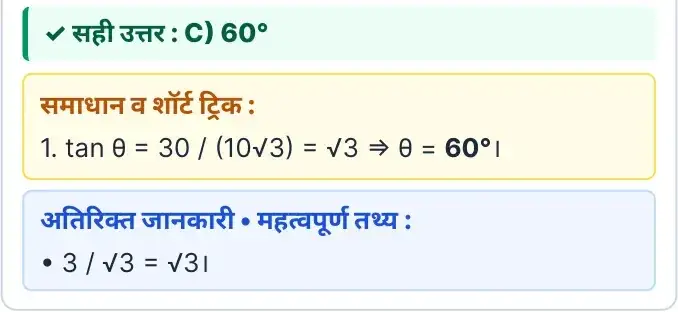 ✓ सही उत्तर : C) 60°
समाधान व शॉर्ट ट्रिक :
1. tan θ = 30 / (10√3) = √3 ⇒ θ = 60°।
अतिरिक्त जानकारी • महत्वपूर्ण तथ्य :
• 3 / √3 = √3।